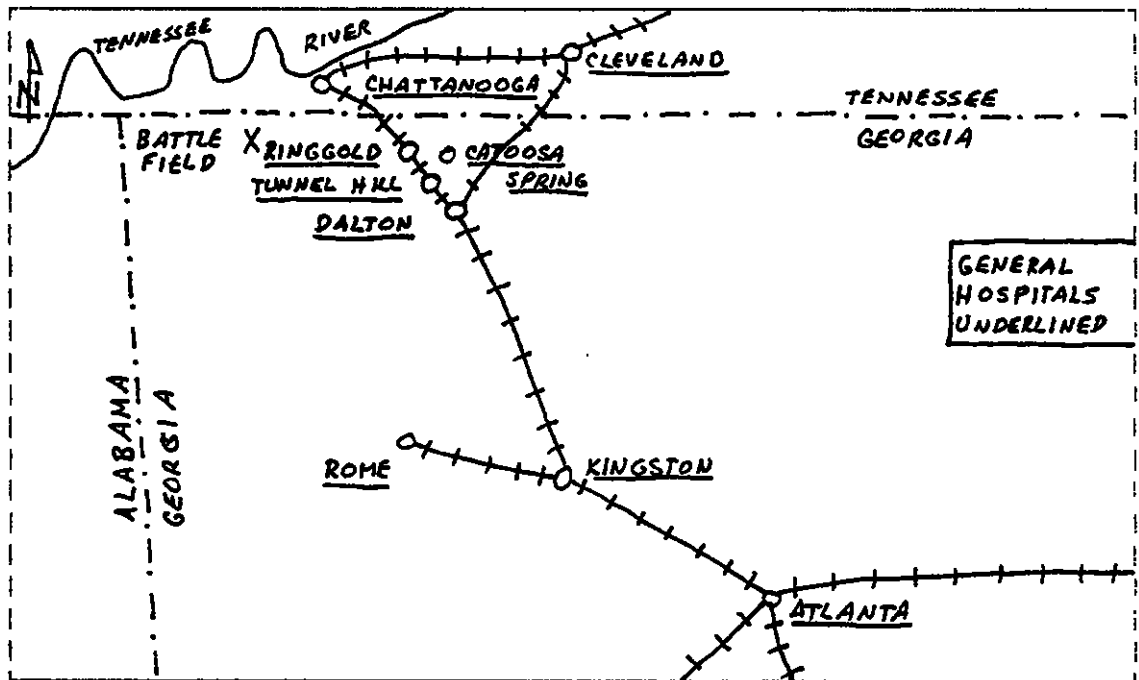 TENNESSEE
RIVER
N
CLEVELAND
CHATTANOOGA
TENNESSEE
GEORGIA
BATTLE
FIELD
X
RINGGOLD
CATOOSA
SPRING
TUNNEL HILL
DALTON
GENERAL
HOSPITALS
UNDERLINED
ALABAMA
GEORGIA
ROME
KINGSTON
ATLANTA